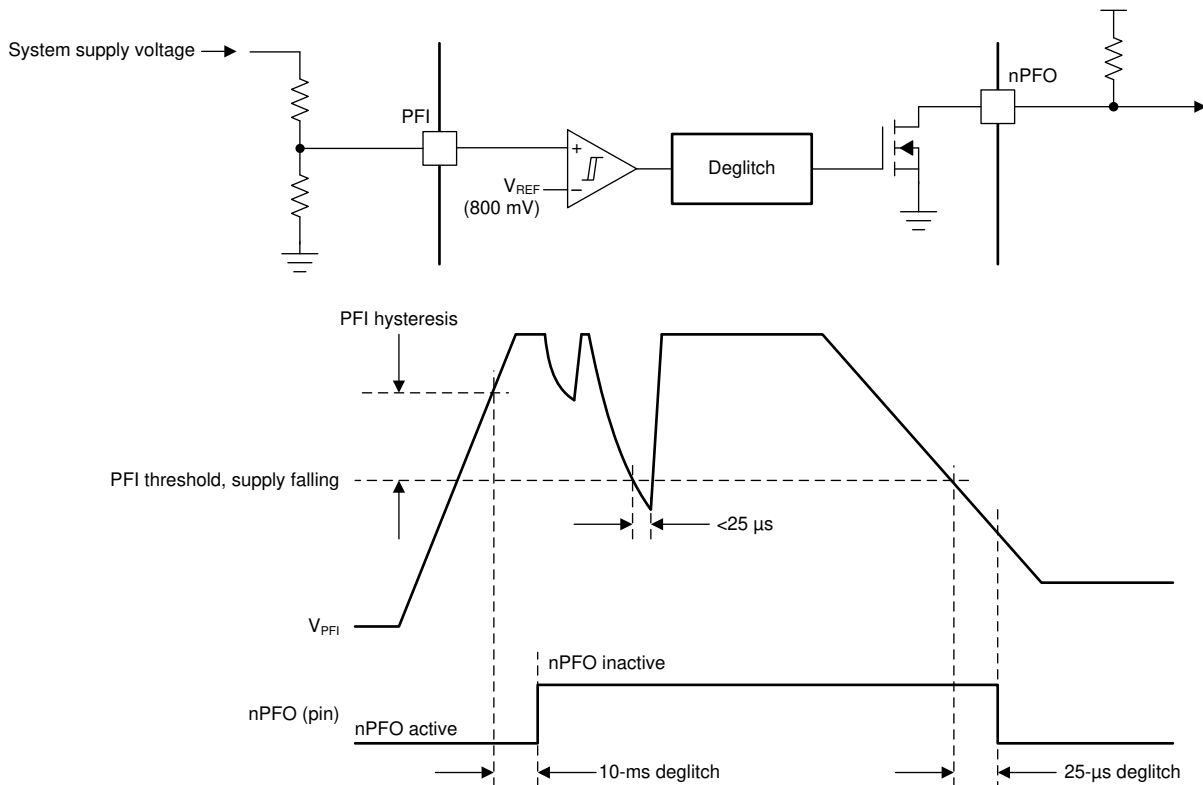 System supply voltage
PFI
nPFO
+
−
VREF
(800 mV)
Deglitch
PFI hysteresis
PFI threshold, supply falling
<25 µs
VPFI
nPFO inactive
nPFO (pin)
nPFO active
10-ms deglitch
25-µs deglitch